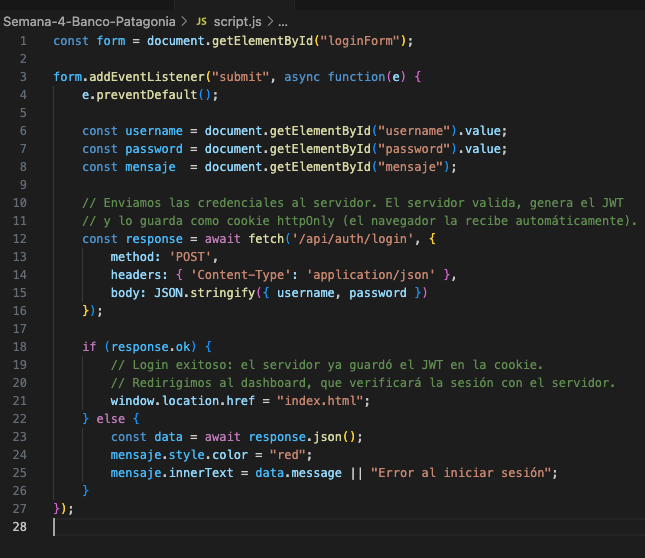 Semana-4-Banco-Patagonia > JS script.js > ...
1 const form = document.getElementById("loginForm");
2
3 form.addEventListener("submit", async function(e) {
4 e.preventDefault();
5
6 const username = document.getElementById("username").value;
7 const password = document.getElementById("password").value;
8 const mensaje  = document.getElementById("mensaje");
9
10 // Enviamos las credenciales al servidor. El servidor valida, genera el JWT
11 // y lo guarda como cookie httpOnly (el navegador la recibe automáticamente).
12 const response = await fetch('/api/auth/login', {
13 method: 'POST',
14 headers: { 'Content-Type': 'application/json' },
15 body: JSON.stringify({ username, password })
16 });
17
18 if (response.ok) {
19 // Login exitoso: el servidor ya guardó el JWT en la cookie.
20 // Redirigimos al dashboard, que verificará la sesión con el servidor.
21 window.location.href = "index.html";
22 } else {
23 const data = await response.json();
24 mensaje.style.color = "red";
25 mensaje.innerText = data.message || "Error al iniciar sesión";
26 }
27 });
28